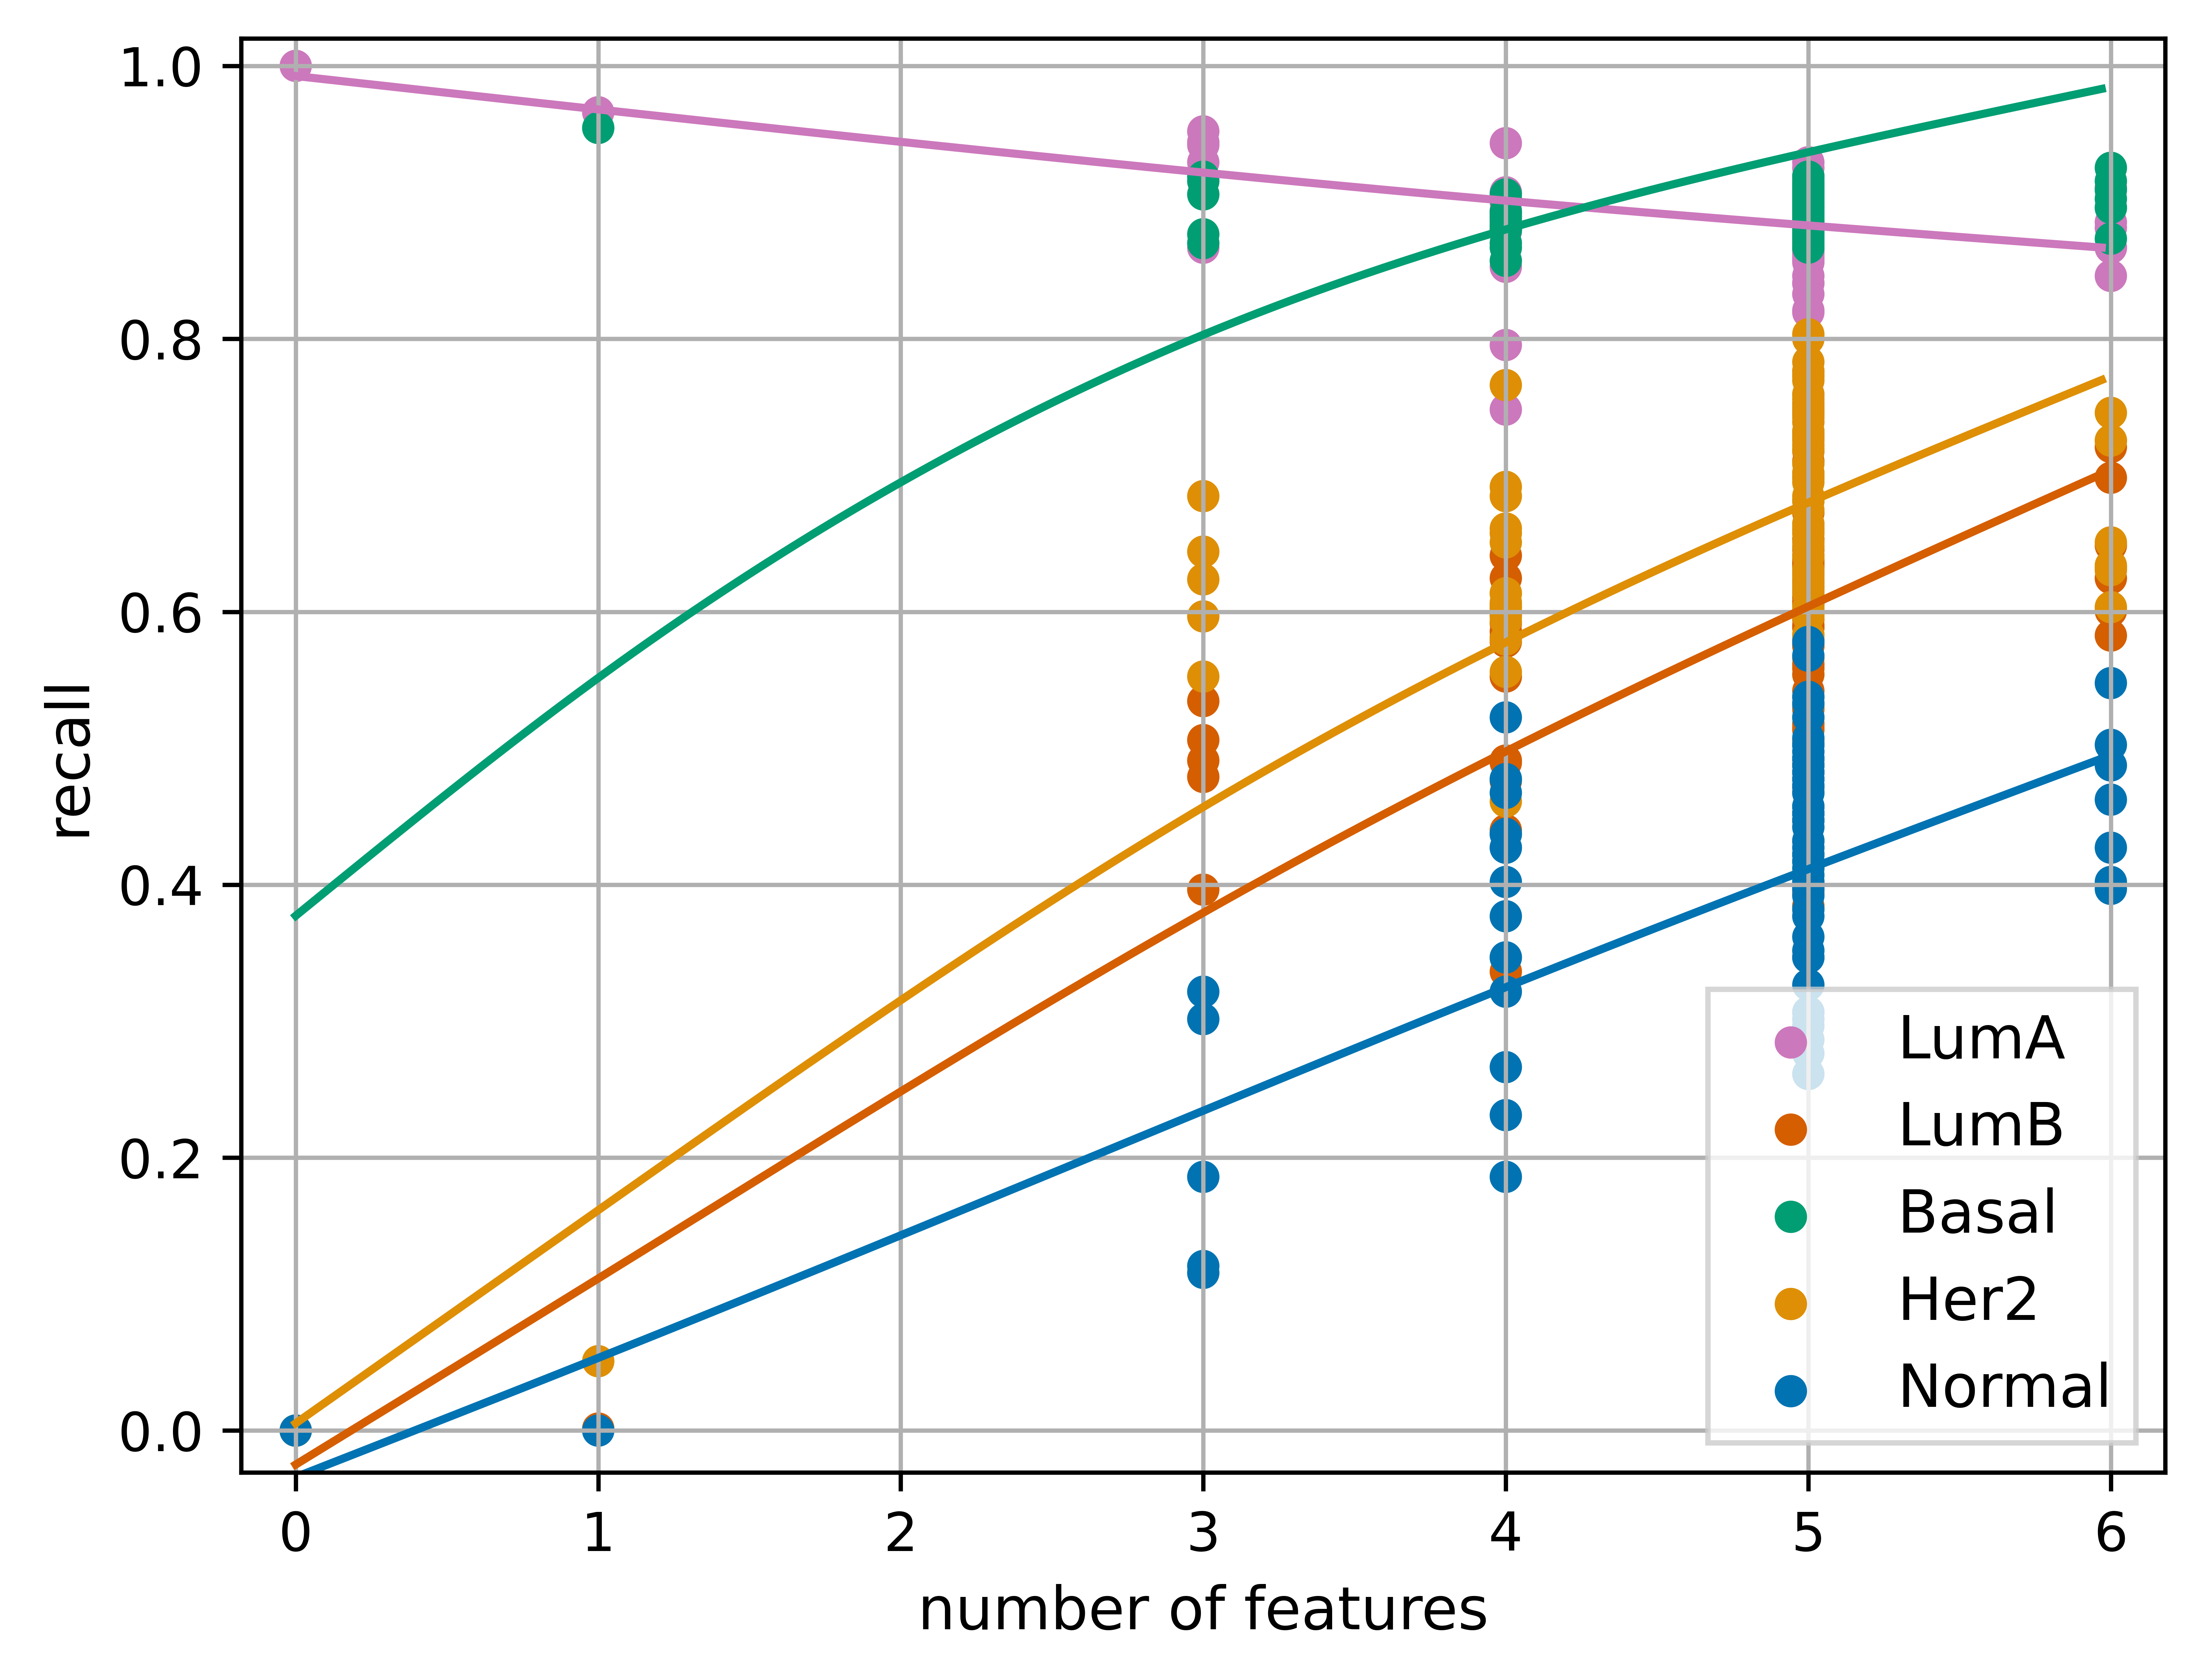 1.0
0.8
0.6
0.4
0.2
0.0
recall
0 1 2 3 4 5 6
number of features
LumA
LumB
Basal
Her2
Normal